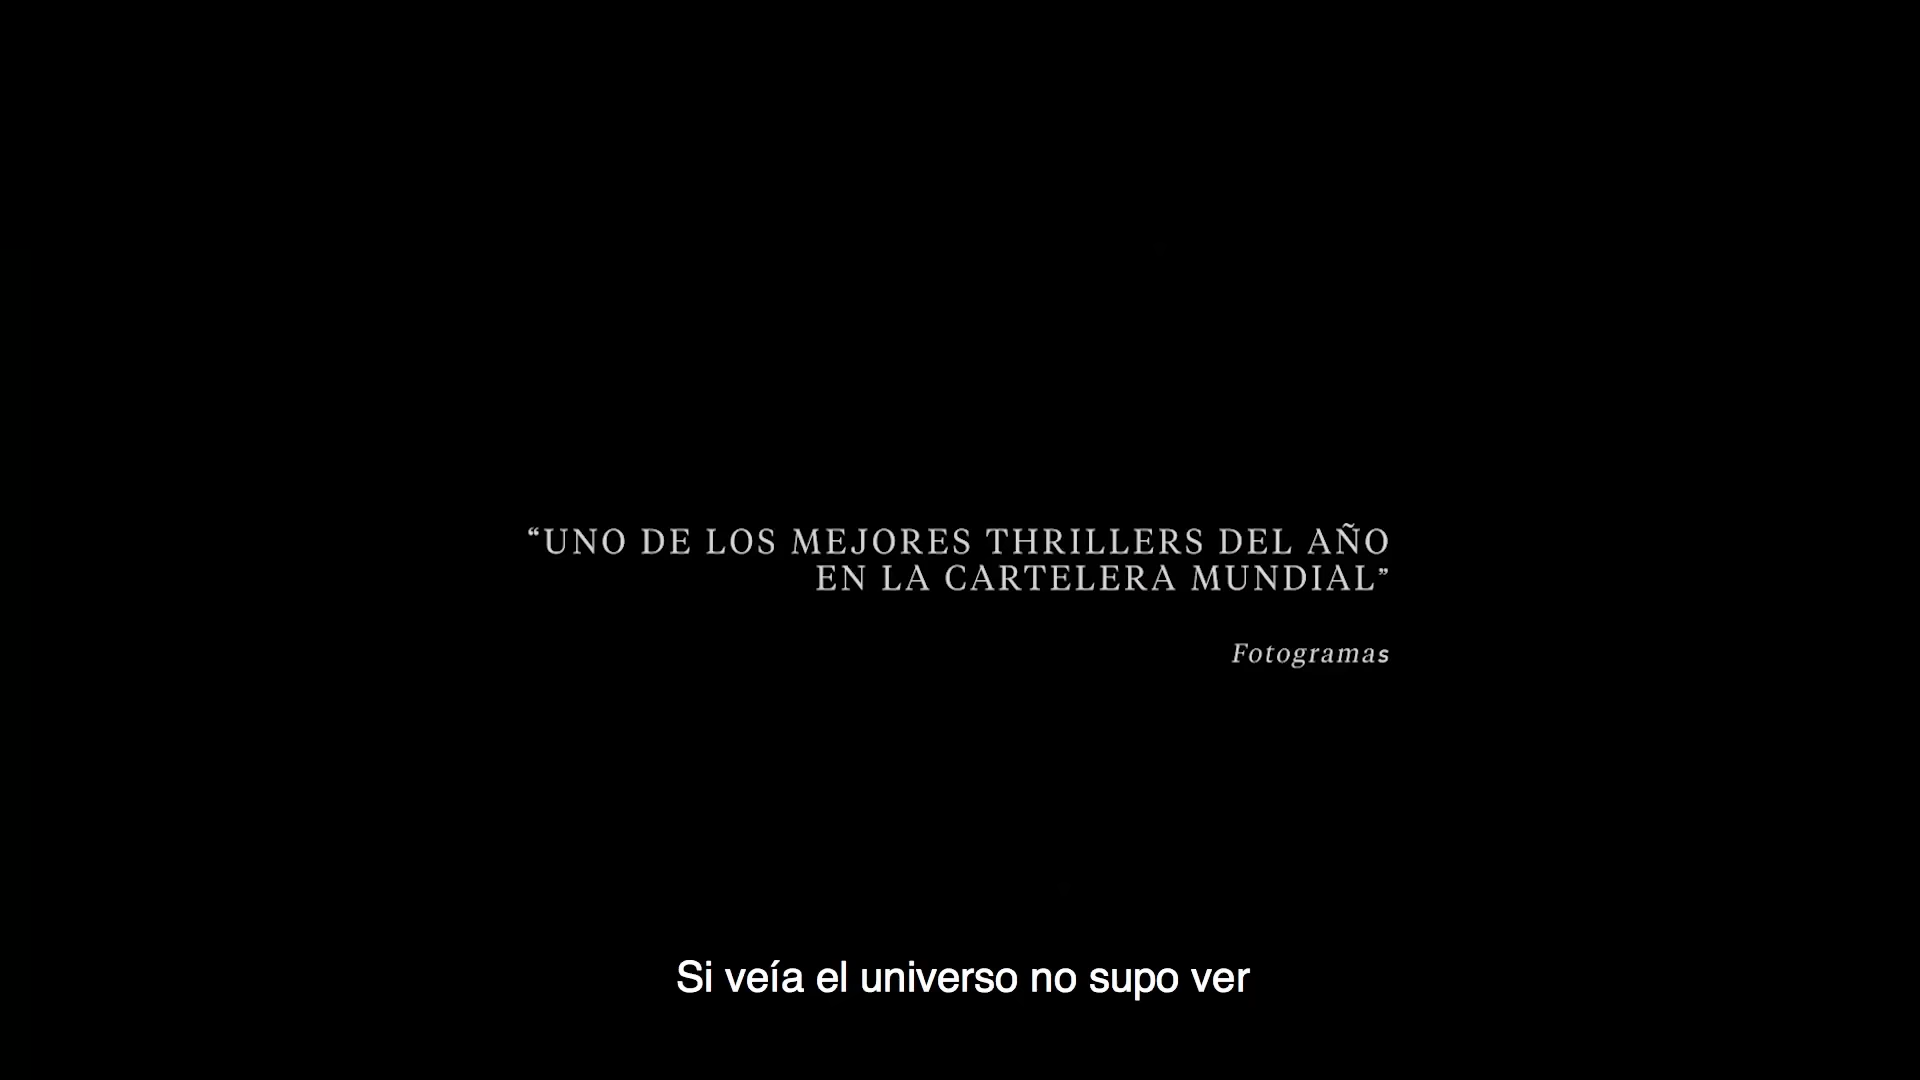 “UNO DE LOS MEJORES THRILLERS DEL AÑO
EN LA CARTELERA MUNDIAL”
Fotogramas
Si veía el universo no supo ver